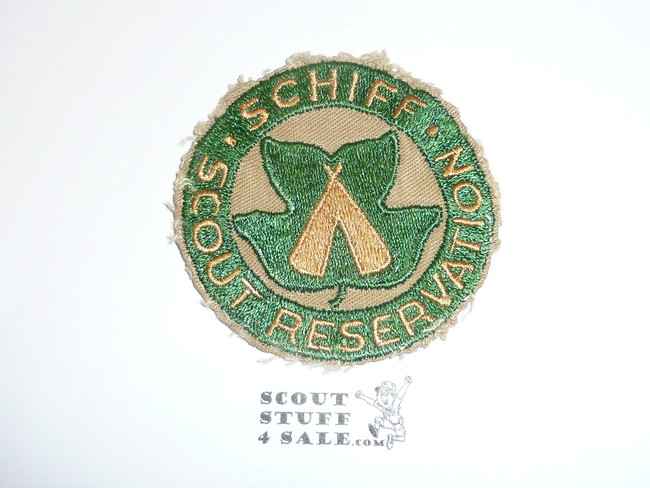 · SCHIFF ·
SCOUT RESERVATION
SCOUT
STUFF
4 SALE.COM